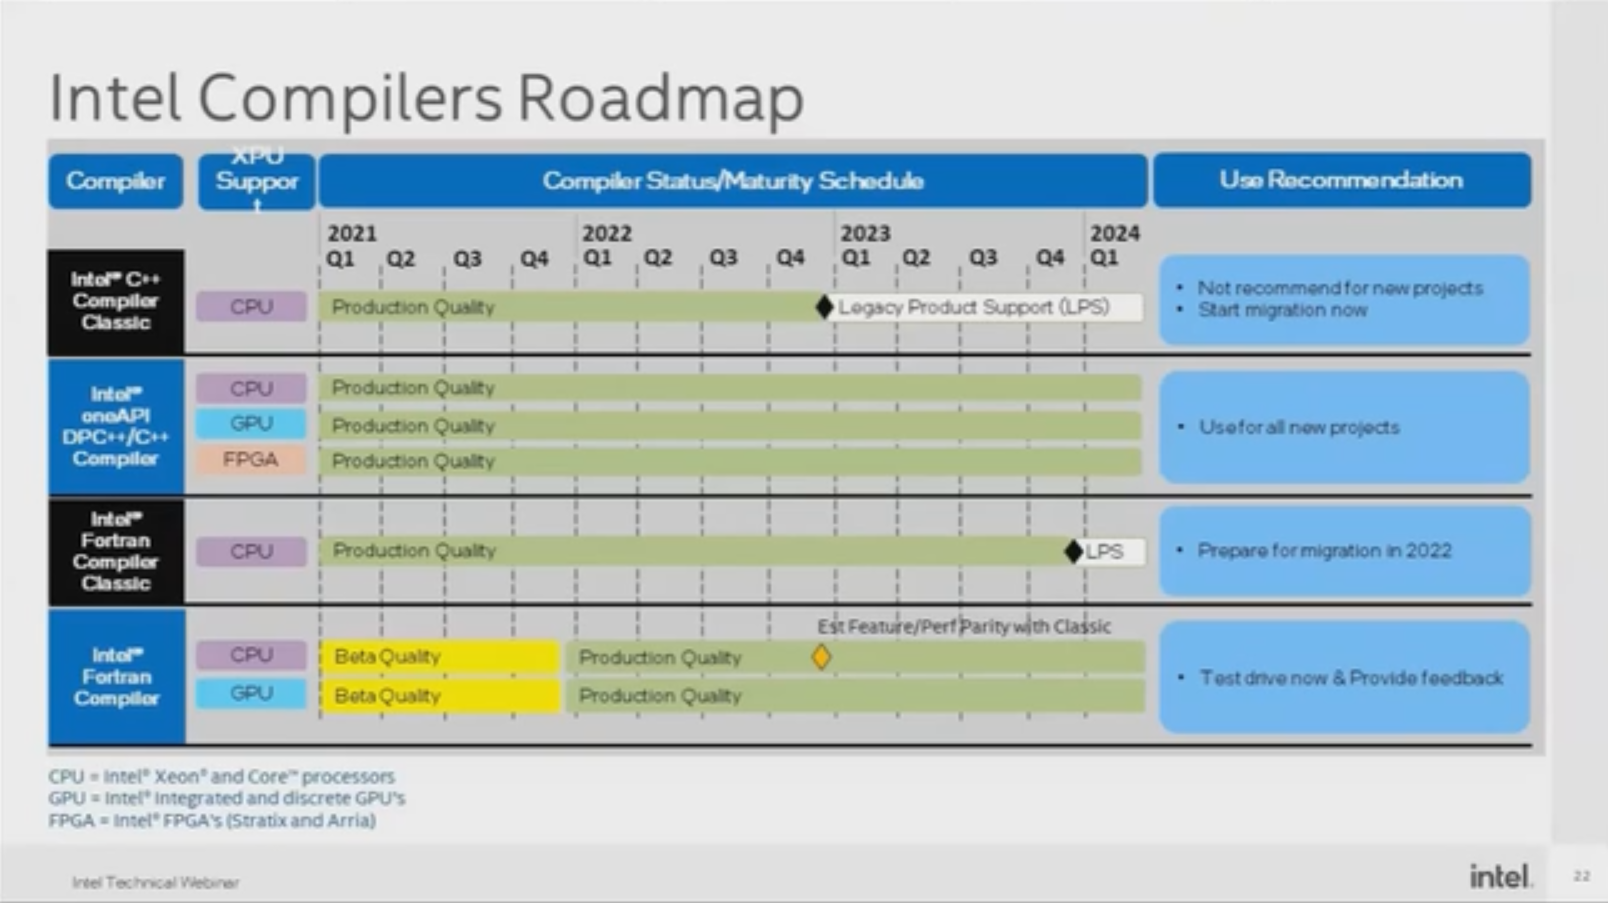 Intel Compilers Roadmap
Compiler
XPU
Suppor
t
Compiler Status/Maturity Schedule
Use Recommendation
2021
2022
2023
2024
Q1 Q2 Q3 Q4 Q1 Q2 Q3 Q4 Q1 Q2 Q3 Q4 Q1
Intel® C++
Compiler
Classic
CPU
Production Quality
Legacy Product Support (LPS)
• Not recommend for new projects
• Start migration now
Intel®
oneAPI
DPC++/C++
Compiler
CPU
Production Quality
GPU
Production Quality
FPGA
Production Quality
• Use for all new projects
Intel®
Fortran
Compiler
Classic
CPU
Production Quality
LPS
• Prepare for migration in 2022
Intel®
Fortran
Compiler
Est Feature/Perf Parity with Classic
CPU
Beta Quality
Production Quality
GPU
Beta Quality
Production Quality
• Test drive now & Provide feedback
CPU = Intel® Xeon® and Core™ processors
GPU = Intel® Integrated and discrete GPU's
FPGA = Intel® FPGA's (Stratix and Arria)
Intel Technical Webinar
intel.
22